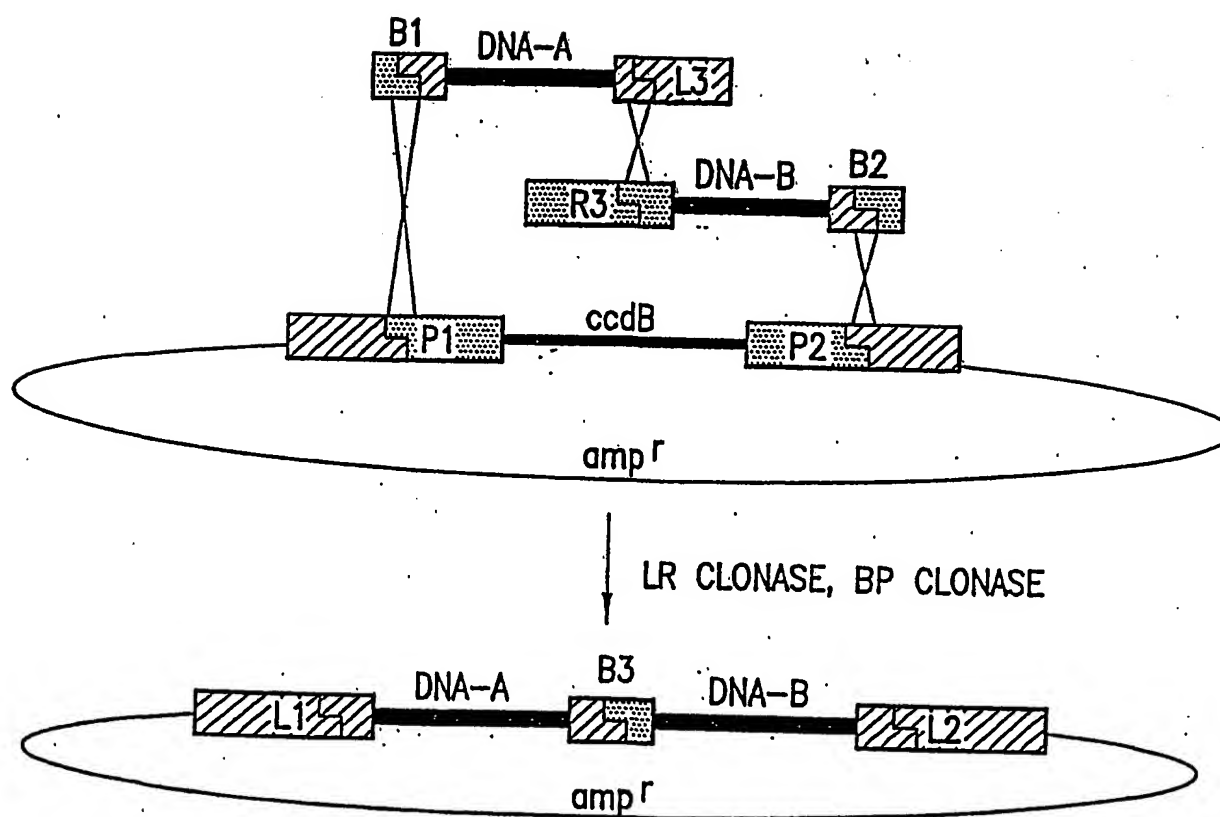 B1
DNA-A
L3
R3
DNA-B
B2
P1
ccdB
P2
amp r
LR CLONASE, BP CLONASE
L1
DNA-A
B3
DNA-B
L2
amp r